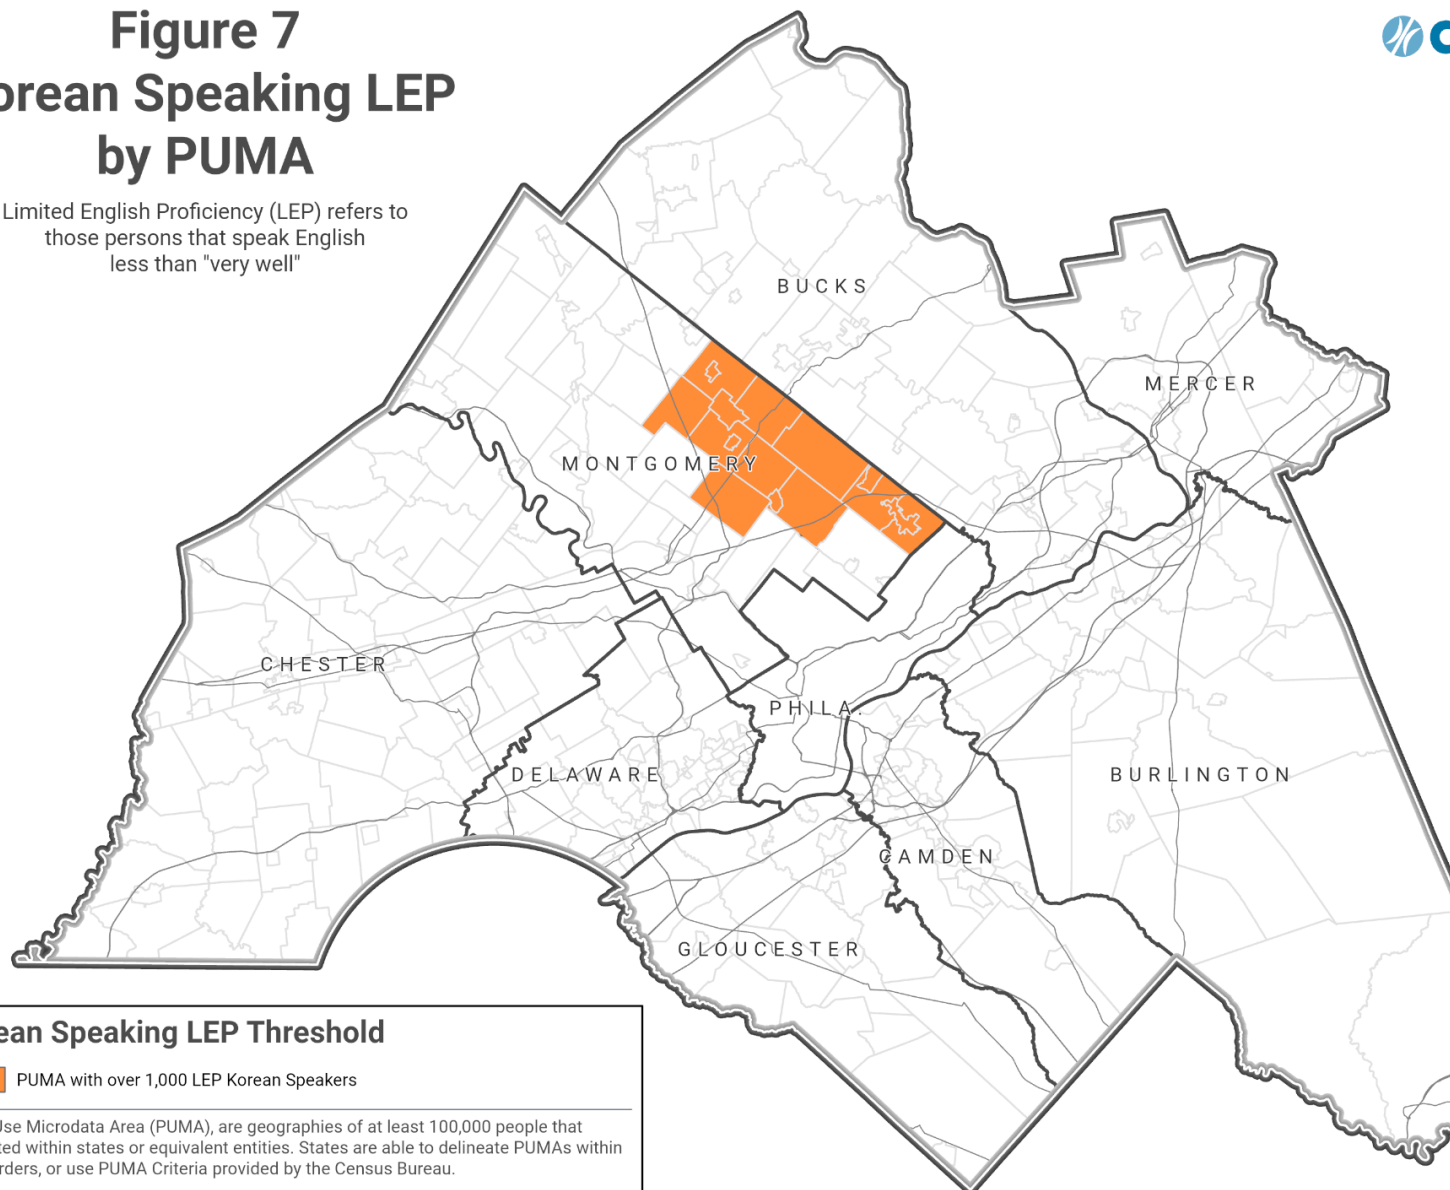 Figure 7
orean Speaking LEP
by PUMA
Limited English Proficiency (LEP) refers to
those persons that speak English
less than "very well"
BUCKS
MERCER
MONTGOMERY
CHESTER
PHILA.
DELAWARE
BURLINGTON
CAMDEN
GLOUCESTER
ean Speaking LEP Threshold
PUMA with over 1,000 LEP Korean Speakers
Use Microdata Area (PUMA), are geographies of at least 100,000 people that
ted within states or equivalent entities. States are able to delineate PUMAs within
rders, or use PUMA Criteria provided by the Census Bureau.